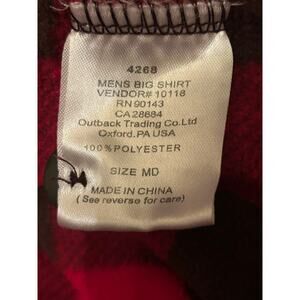 4268
MENS BIG SHIRT
VENDOR# 10118
RN 90143
CA 28684
Outback Trading Co.Ltd
Oxford.PA USA
100% POLYESTER
SIZE MD
MADE IN CHINA
( See reverse for care)